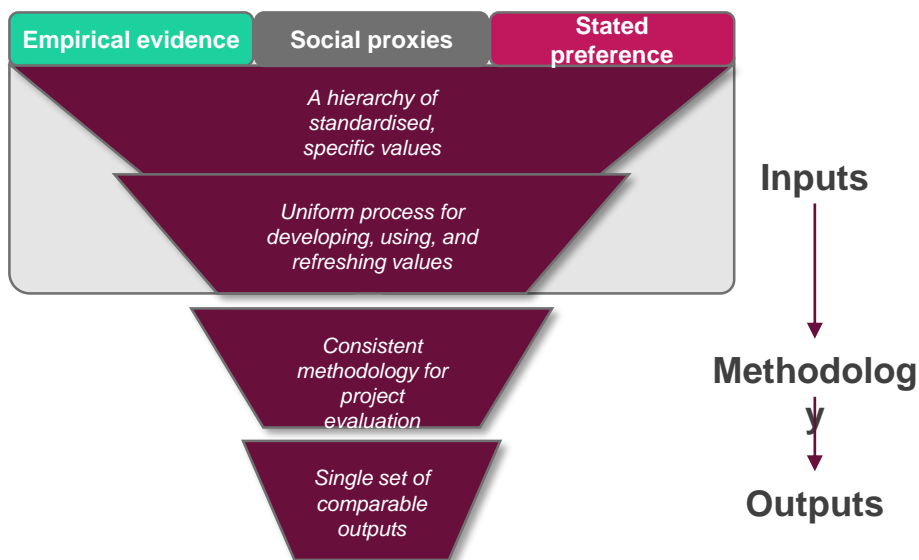 Empirical evidence
Social proxies
Stated
preference
A hierarchy of
standardised,
specific values
Uniform process for
developing, using, and
refreshing values
Consistent
methodology for
project
evaluation
Single set of
comparable
outputs
Inputs
Methodolog
y
Outputs